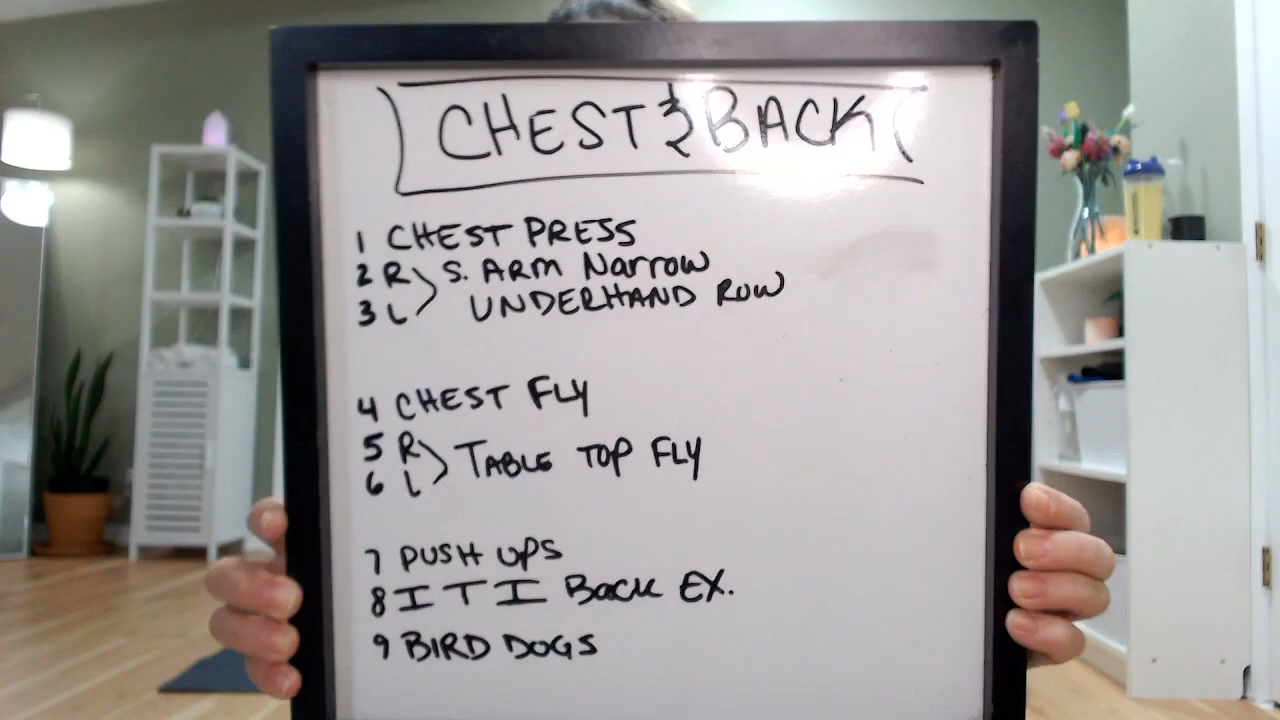 CHEST & BACK
1 CHEST PRESS
2 R S. ARM Narrow
3 L UNDERHAND ROW
4 CHEST FLY
5 R TABLE TOP FLY
6 L
7 PUSH UPS
8 I T I Back EX.
9 BIRD DOGS